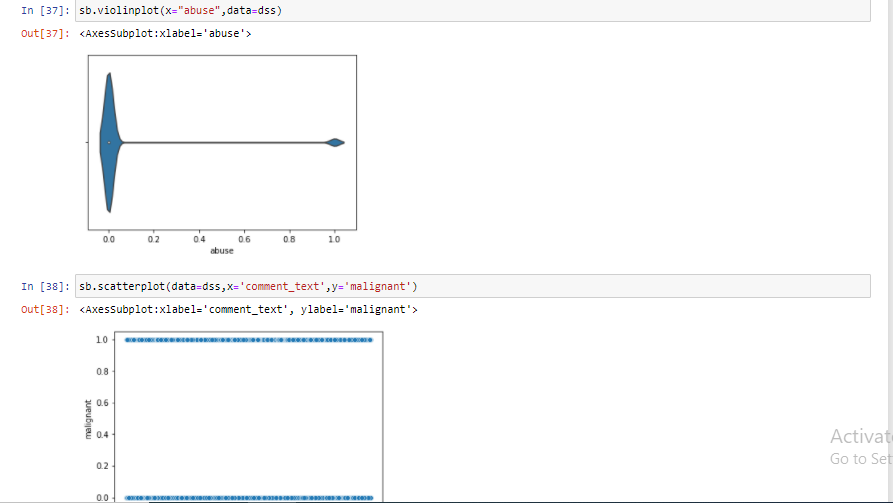 In [37]: sb.violinplot(x="abuse",data=dss)
Out[37]: <AxesSubplot:xlabel='abuse'>
0.0 0.2 0.4 0.6 0.8 1.0
abuse
In [38]: sb.scatterplot(data=dss,x='comment_text',y='malignant')
Out[38]: <AxesSubplot:xlabel='comment_text', ylabel='malignant'>
1.0
0.8
0.6
0.4
0.2
0.0
malignant
Activat
Go to Set